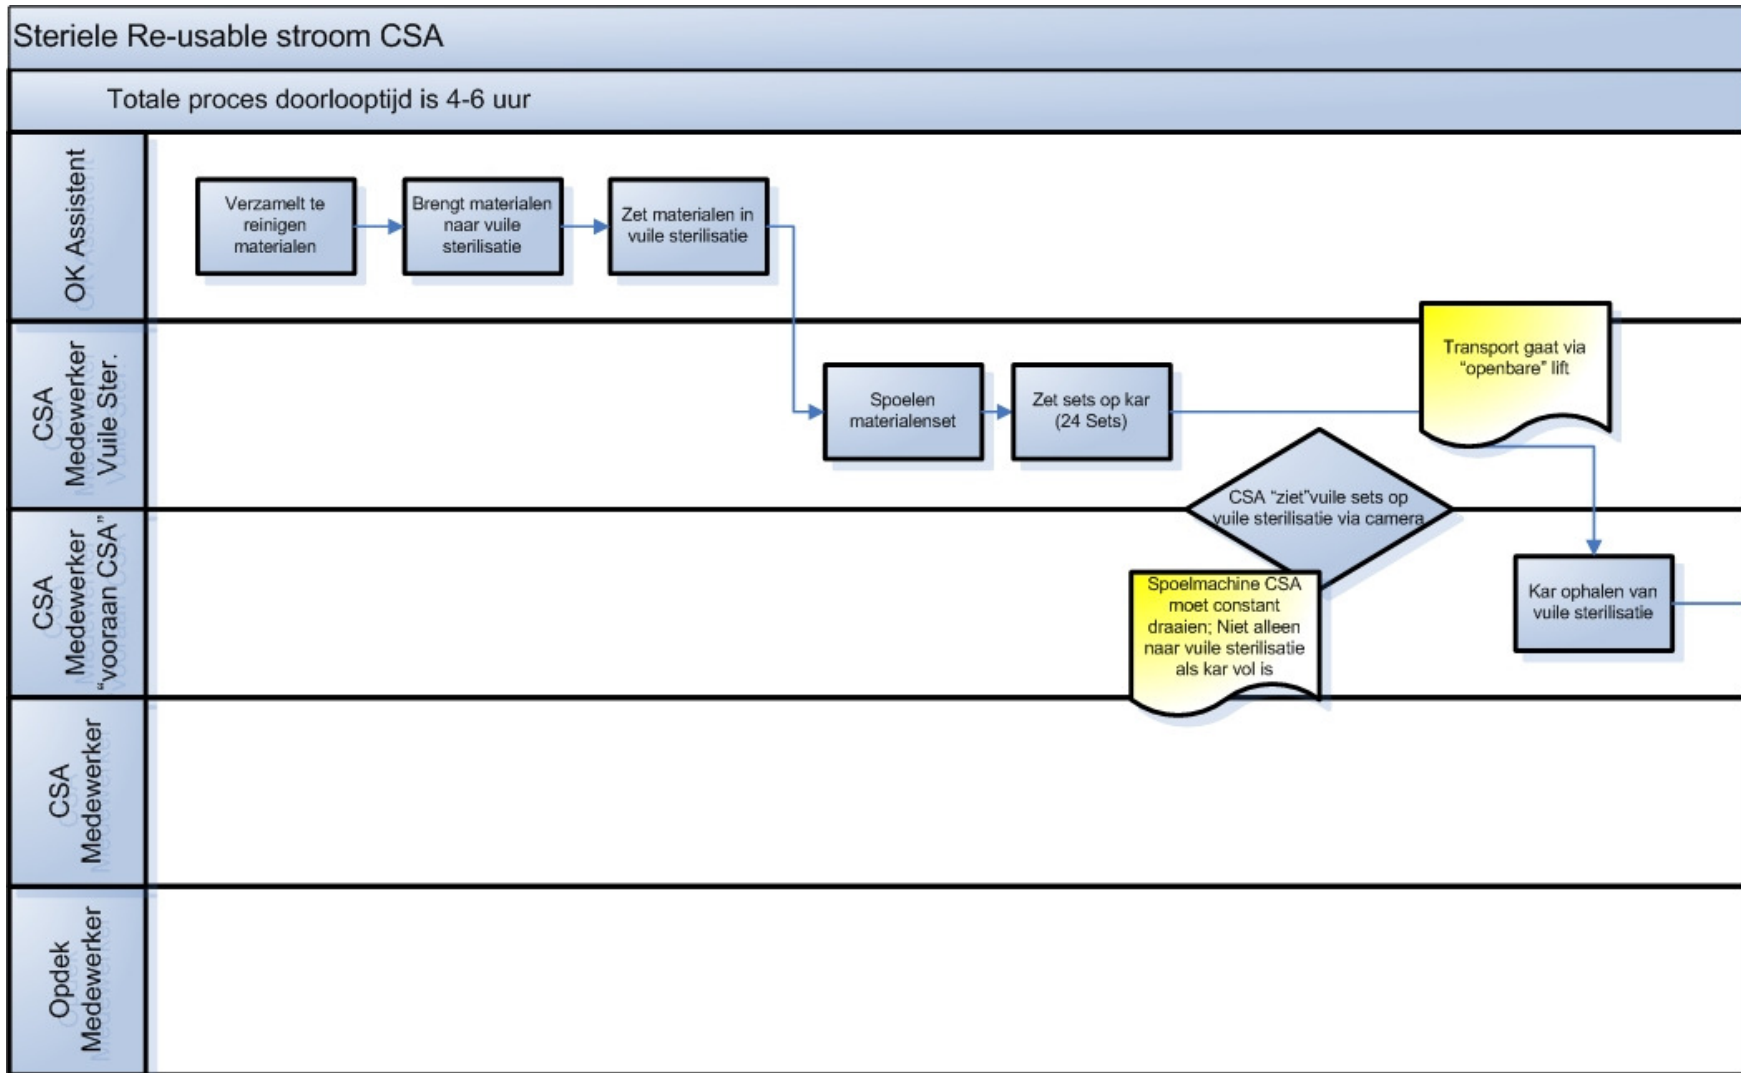 Steriele Re-usable stroom CSA
Totale proces doorlooptijd is 4-6 uur
OK Assistent
Verzamelt te
reinigen
materialen
Brengt materialen
naar vuile
sterilisatie
Zet materialen in
vuile sterilisatie
CSA
Medewerker
Vuile Ster.
Spoelen
materialenset
Zet sets op kar
(24 Sets)
Transport gaat via
“openbare” lift
CSA “ziet”vuile sets op
vuile sterilisatie via camera
CSA
Medewerker
“vooraan CSA”
Spoelmachine CSA
moet constant
draaien; Niet alleen
naar vuile sterilisatie
als kar vol is
Kar ophalen van
vuile sterilisatie
CSA
Medewerker
Opdek
Medewerker